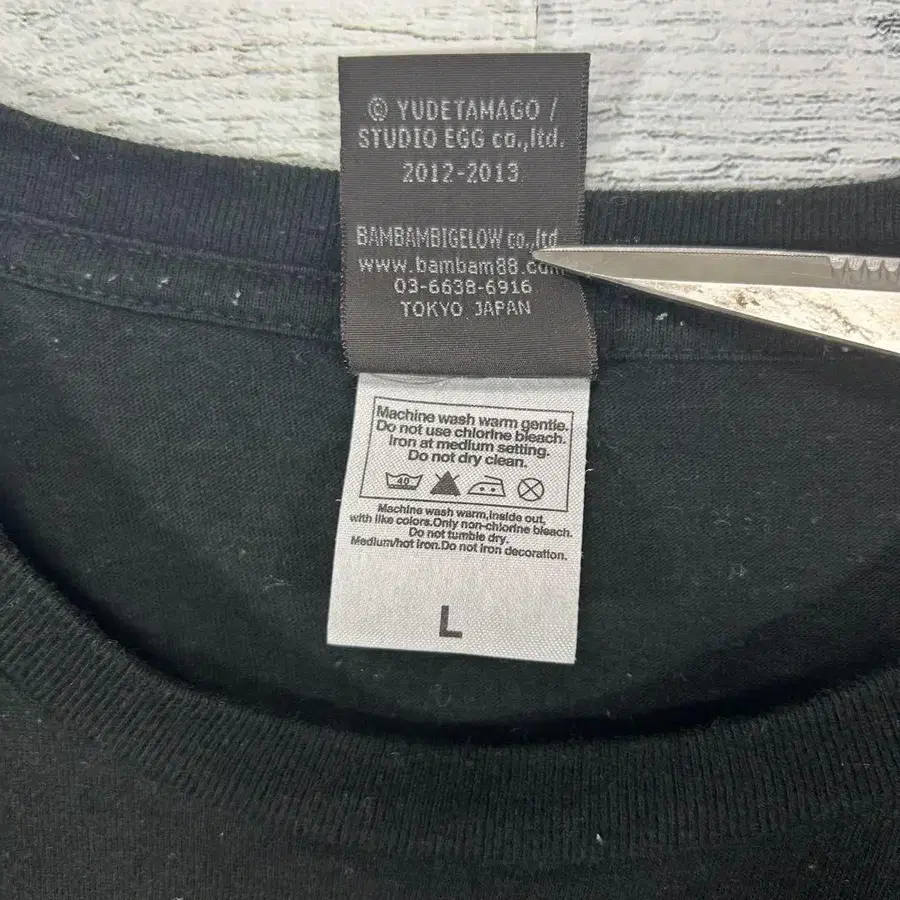 © YUDETAMAGO /
STUDIO EGG co.,ltd.
2012-2013
BAMBAMBIGELOW co.,ltd
www.bambam88.com
03-6638-6916
TOKYO JAPAN
Machine wash warm gentle.
Do not use chlorine bleach.
Iron at medium setting.
Do not dry clean.
40
Machine wash warm,inside out,
with like colors.Only non-chlorine bleach.
Do not tumble dry.
Medium/hot iron.Do not iron decoration.
L